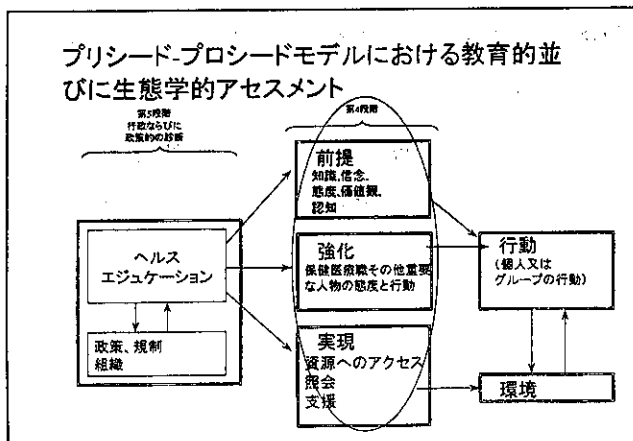 プリシード-プロシードモデルにおける教育的並
びに生態学的アセスメント
第5段階
行政ならびに
政策的の診断
第4段階
前提
知識、信念、
態度、価値観、
認知
ヘルス
エジュケーション
強化
保健医療職その他重要
な人物の態度と行動
行動
(個人又は
グループの行動)
政策、規制
組織
実現
資源へのアクセス
照会
支援
環境